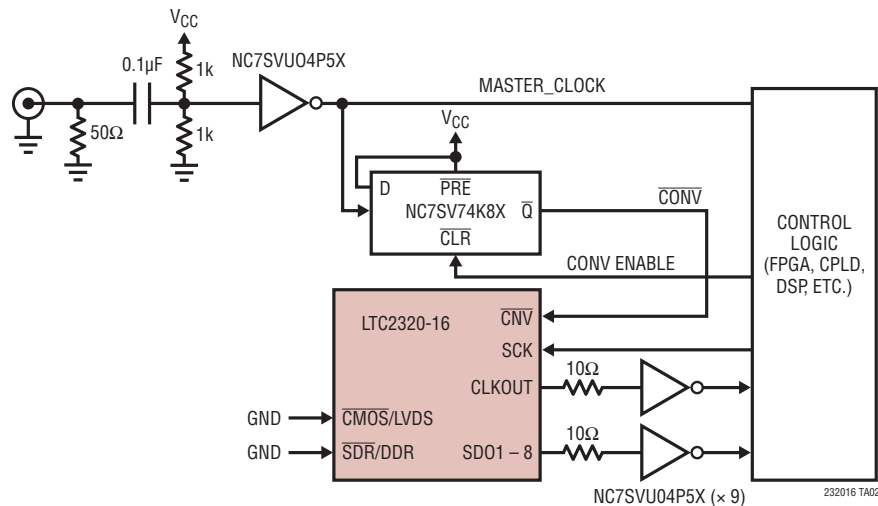 VCC
0.1µF
1k
NC7SVUO4P5X
MASTER_CLOCK
50Ω
1k
VCC
D
PRE
NC7SV74K8X
Q
CLR
CONV
CONV ENABLE
CONTROL
LOGIC
(FPGA, CPLD,
DSP, ETC.)
LTC2320-16
CNV
SCK
CLKOUT
10Ω
GND
CMOS/LVDS
GND
SDR/DDR
SDO1 – 8
10Ω
NC7SVU04P5X (× 9)
232016 TA02